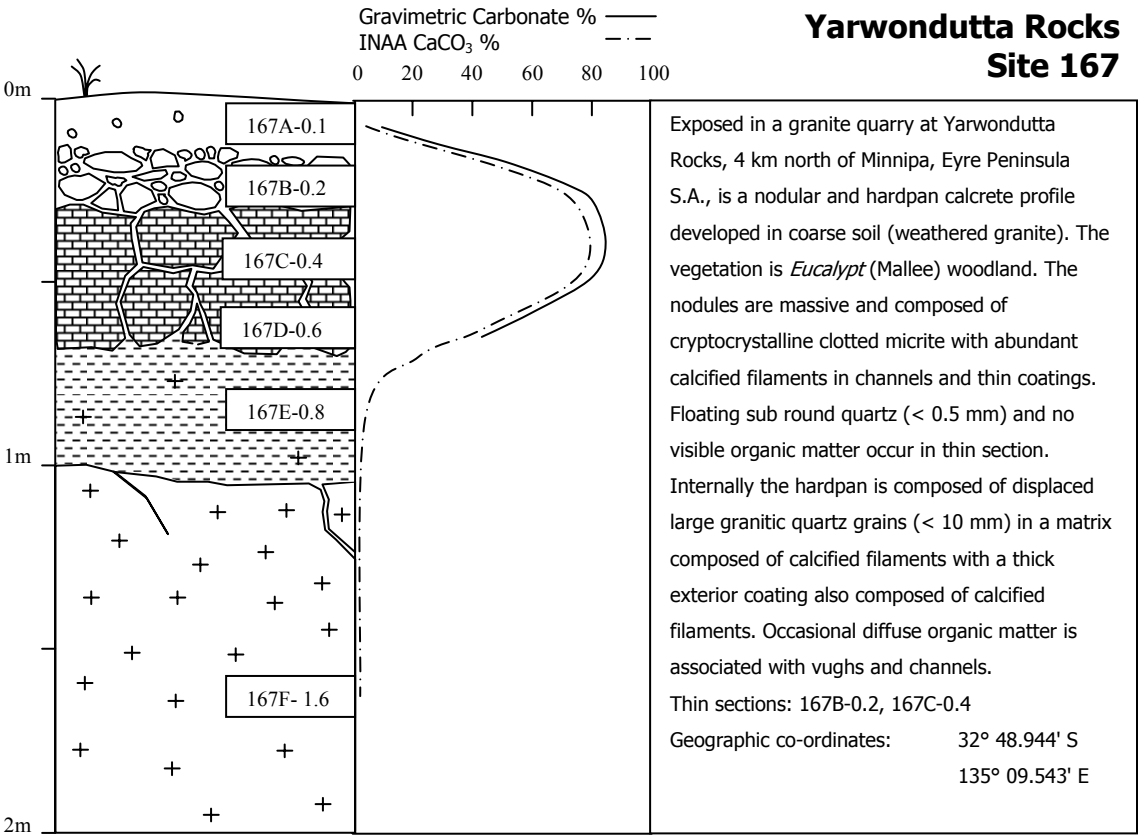 Gravimetric Carbonate %
INAA CaCO₃ %
Yarwondutta Rocks
Site 167
0 20 40 60 80 100
0m
1m
2m
167A-0.1
167B-0.2
167C-0.4
167D-0.6
167E-0.8
167F- 1.6
Exposed in a granite quarry at Yarwondutta
Rocks, 4 km north of Minnipa, Eyre Peninsula
S.A., is a nodular and hardpan calcrete profile
developed in coarse soil (weathered granite). The
vegetation is Eucalypt (Mallee) woodland. The
nodules are massive and composed of
cryptocrystalline clotted micrite with abundant
calcified filaments in channels and thin coatings.
Floating sub round quartz (< 0.5 mm) and no
visible organic matter occur in thin section.
Internally the hardpan is composed of displaced
large granitic quartz grains (< 10 mm) in a matrix
composed of calcified filaments with a thick
exterior coating also composed of calcified
filaments. Occasional diffuse organic matter is
associated with vughs and channels.
Thin sections: 167B-0.2, 167C-0.4
Geographic co-ordinates: 32° 48.944' S
135° 09.543' E